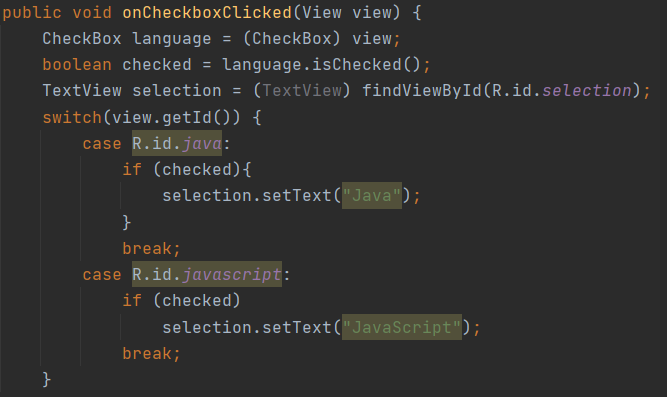 public void onCheckboxClicked(View view) {
    CheckBox language = (CheckBox) view;
    boolean checked = language.isChecked();
    TextView selection = (TextView) findViewById(R.id.selection);
    switch(view.getId()) {
        case R.id.java:
            if (checked){
                selection.setText("Java");
            }
            break;
        case R.id.javascript:
            if (checked)
                selection.setText("JavaScript");
            break;
    }